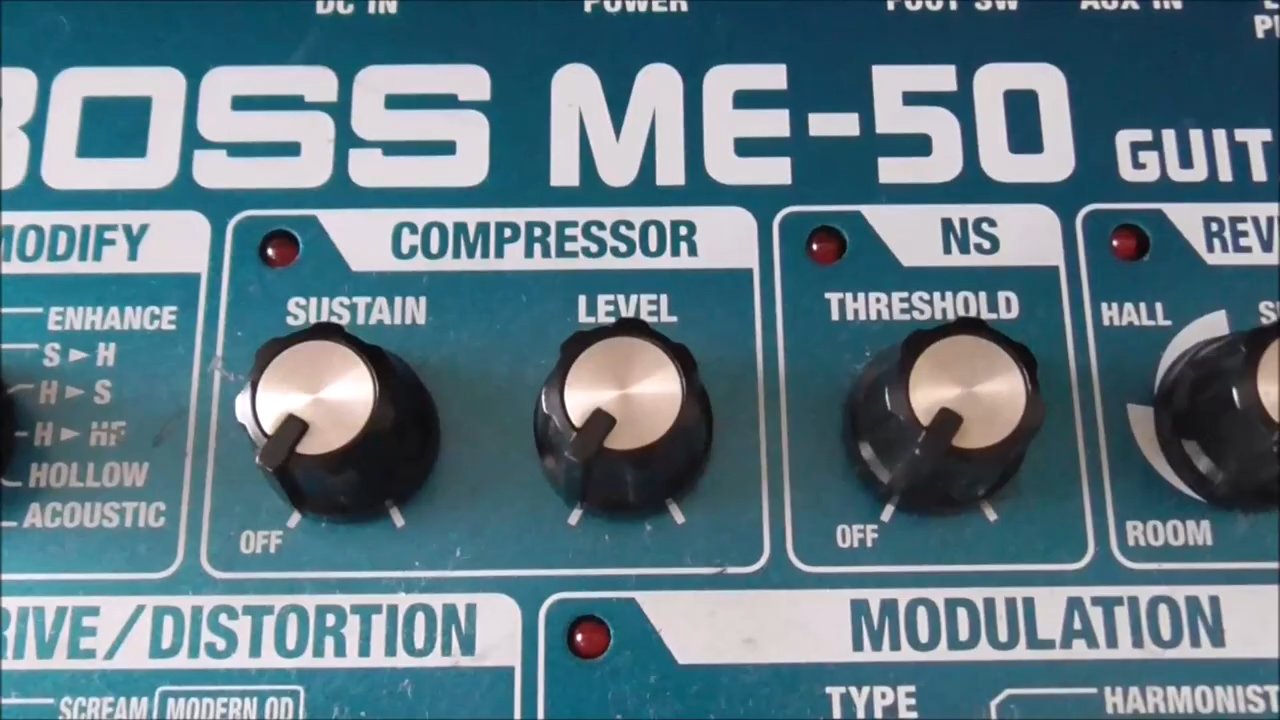 DC IN POWER FOOT SW AUX IN
BOSS ME-50 GUIT
MODIFY COMPRESSOR NS REV
ENHANCE SUSTAIN LEVEL THRESHOLD HALL
S►H
H►S
H►HF
HOLLOW
ACOUSTIC
OFF OFF ROOM
RIVE/DISTORTION MODULATION
SCREAM MODERN OD TYPE HARMONIST